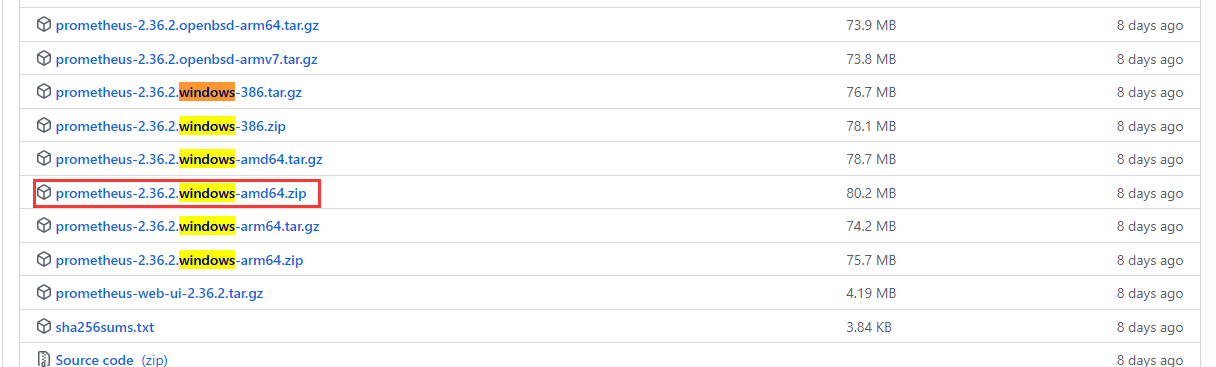 prometheus-2.36.2.openbsd-arm64.tar.gz 73.9 MB 8 days ago
prometheus-2.36.2.openbsd-armv7.tar.gz 73.8 MB 8 days ago
prometheus-2.36.2.windows-386.tar.gz 76.7 MB 8 days ago
prometheus-2.36.2.windows-386.zip 78.1 MB 8 days ago
prometheus-2.36.2.windows-amd64.tar.gz 78.7 MB 8 days ago
prometheus-2.36.2.windows-amd64.zip 80.2 MB 8 days ago
prometheus-2.36.2.windows-arm64.tar.gz 74.2 MB 8 days ago
prometheus-2.36.2.windows-arm64.zip 75.7 MB 8 days ago
prometheus-web-ui-2.36.2.tar.gz 4.19 MB 8 days ago
sha256sums.txt 3.84 KB 8 days ago
Source code (zip) 8 days ago